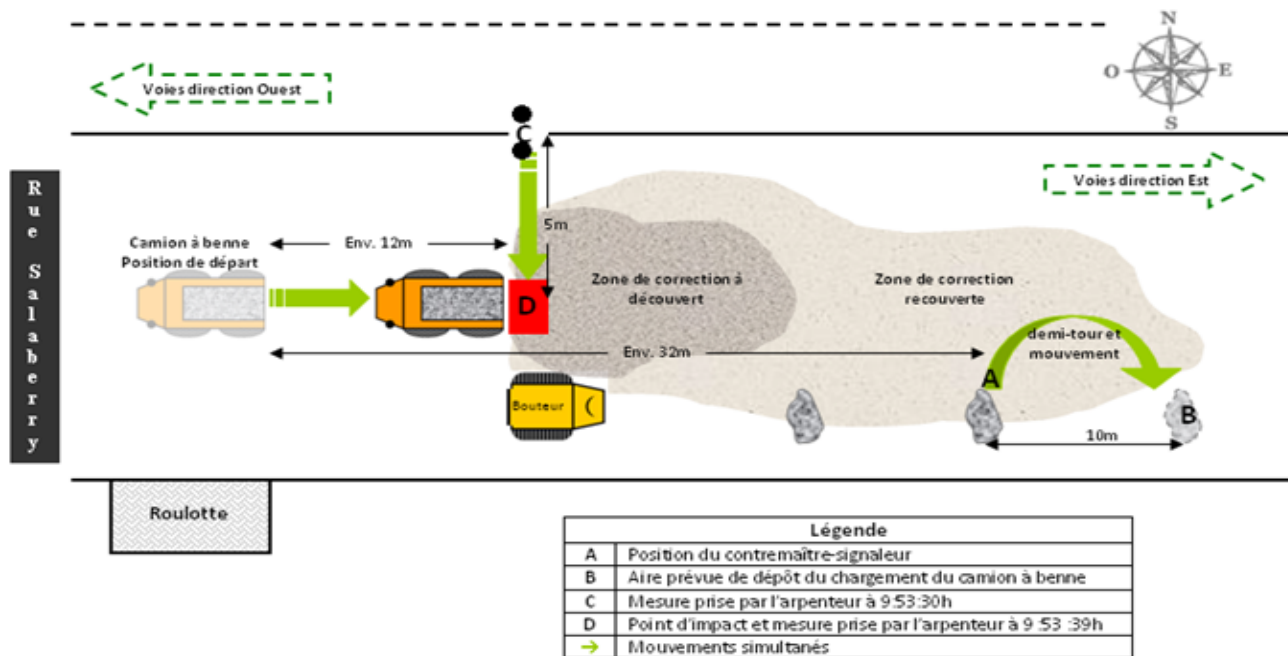 N
O E
S
Voies direction Ouest
C
Voies direction Est
Rue Salaberry
5m
Camion à benne
Position de départ
Env. 12m
D
Zone de correction à
découvert
Zone de correction
recouverte
demi-tour et
mouvement
Env. 32m
A
Bouteur
B
10m
Roulotte
Légende
A Position du contremaître-signaleur
B Aire prévue de dépôt du chargement du camion à benne
C Mesure prise par l'arpenteur à 9:53:30h
D Point d'impact et mesure prise par l'arpenteur à 9 :53 :39h
→ Mouvements simultanés